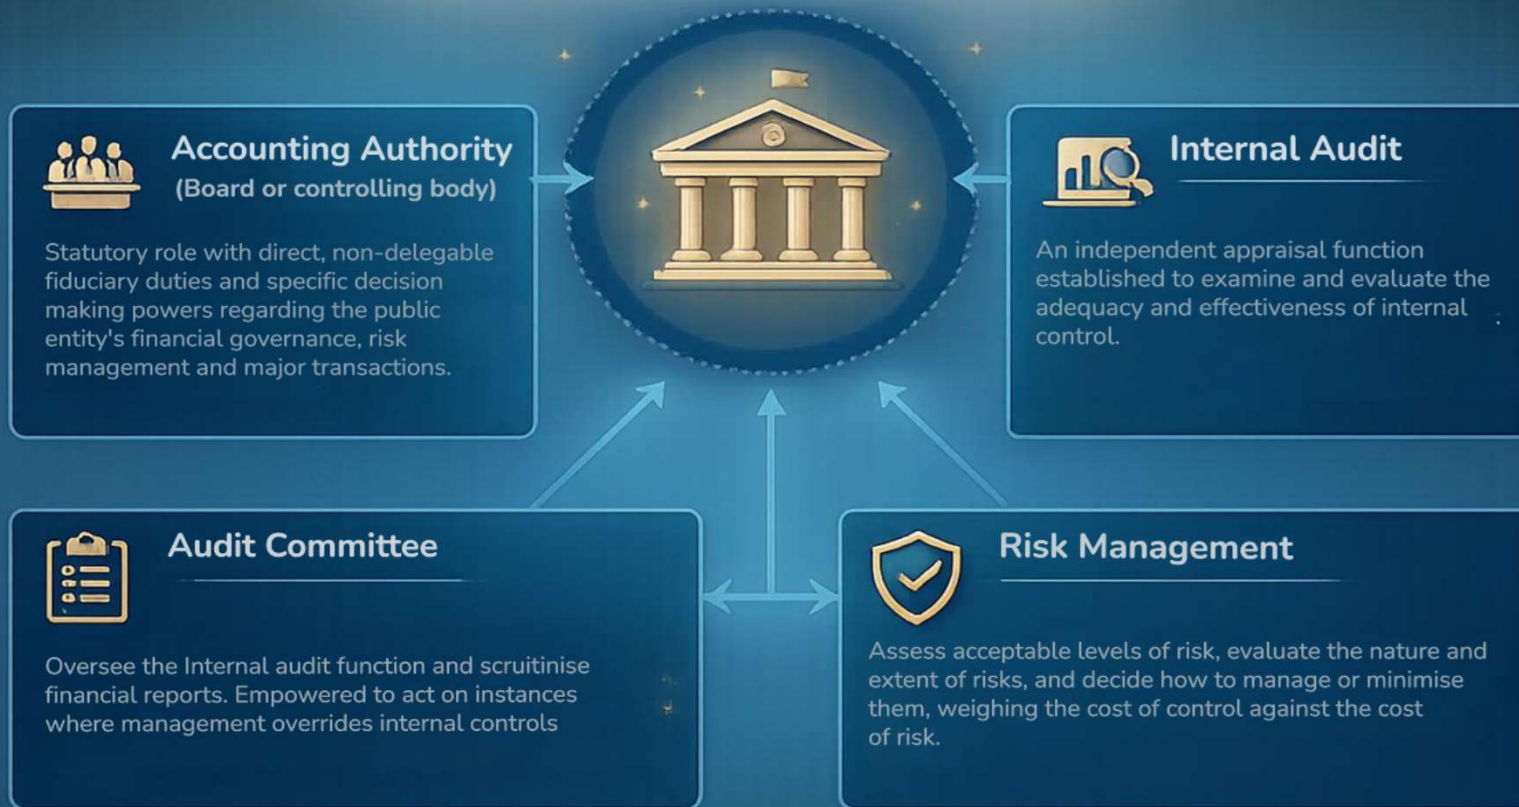 Accounting Authority
(Board or controlling body)
Statutory role with direct, non-delegable
fiduciary duties and specific decision
making powers regarding the public
entity's financial governance, risk
management and major transactions.
Internal Audit
An independent appraisal function
established to examine and evaluate the
adequacy and effectiveness of internal
control.
Audit Committee
Oversee the Internal audit function and scruitinise
financial reports. Empowered to act on instances
where management overrides internal controls
Risk Management
Assess acceptable levels of risk, evaluate the nature and
extent of risks, and decide how to manage or minimise
them, weighing the cost of control against the cost
of risk.